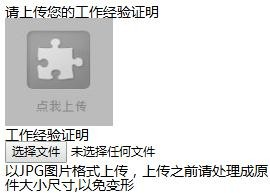 请上传您的工作经验证明
点我上传
工作经验证明
选择文件 未选择任何文件
以JPG图片格式上传，上传之前请处理成原
件大小尺寸,以免变形